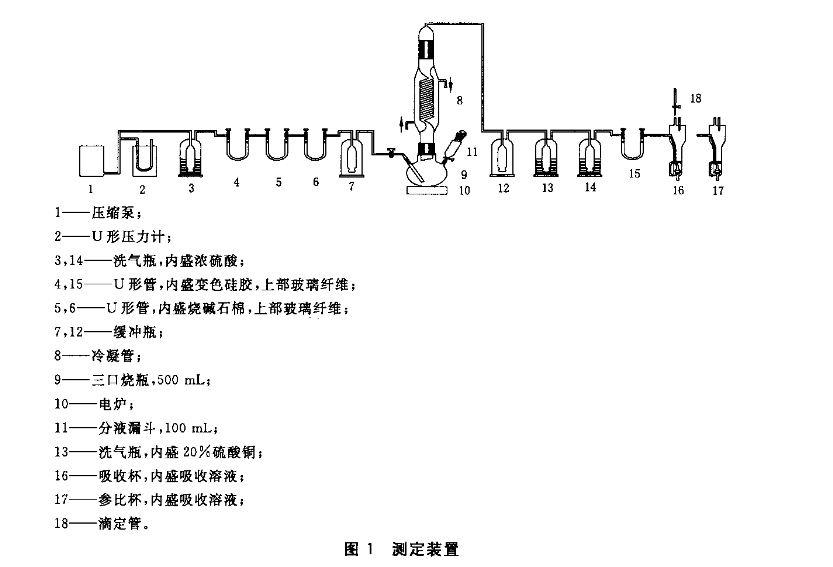 8
18
11
9
10
1
2
3
4
5
6
7
12
13
14
15
16
17
1——压缩泵；
2——U形压力计；
3,14——洗气瓶，内盛浓硫酸；
4,15——U形管，内盛变色硅胶，上部玻璃纤维；
5,6——U形管，内盛烧碱石棉，上部玻璃纤维；
7,12——缓冲瓶；
8——冷凝管；
9——三口烧瓶，500 mL；
10——电炉；
11——分液漏斗，100 mL；
13——洗气瓶，内盛20%硫酸铜；
16——吸收杯，内盛吸收溶液；
17——参比杯，内盛吸收溶液；
18——滴定管。
图 1 测定装置